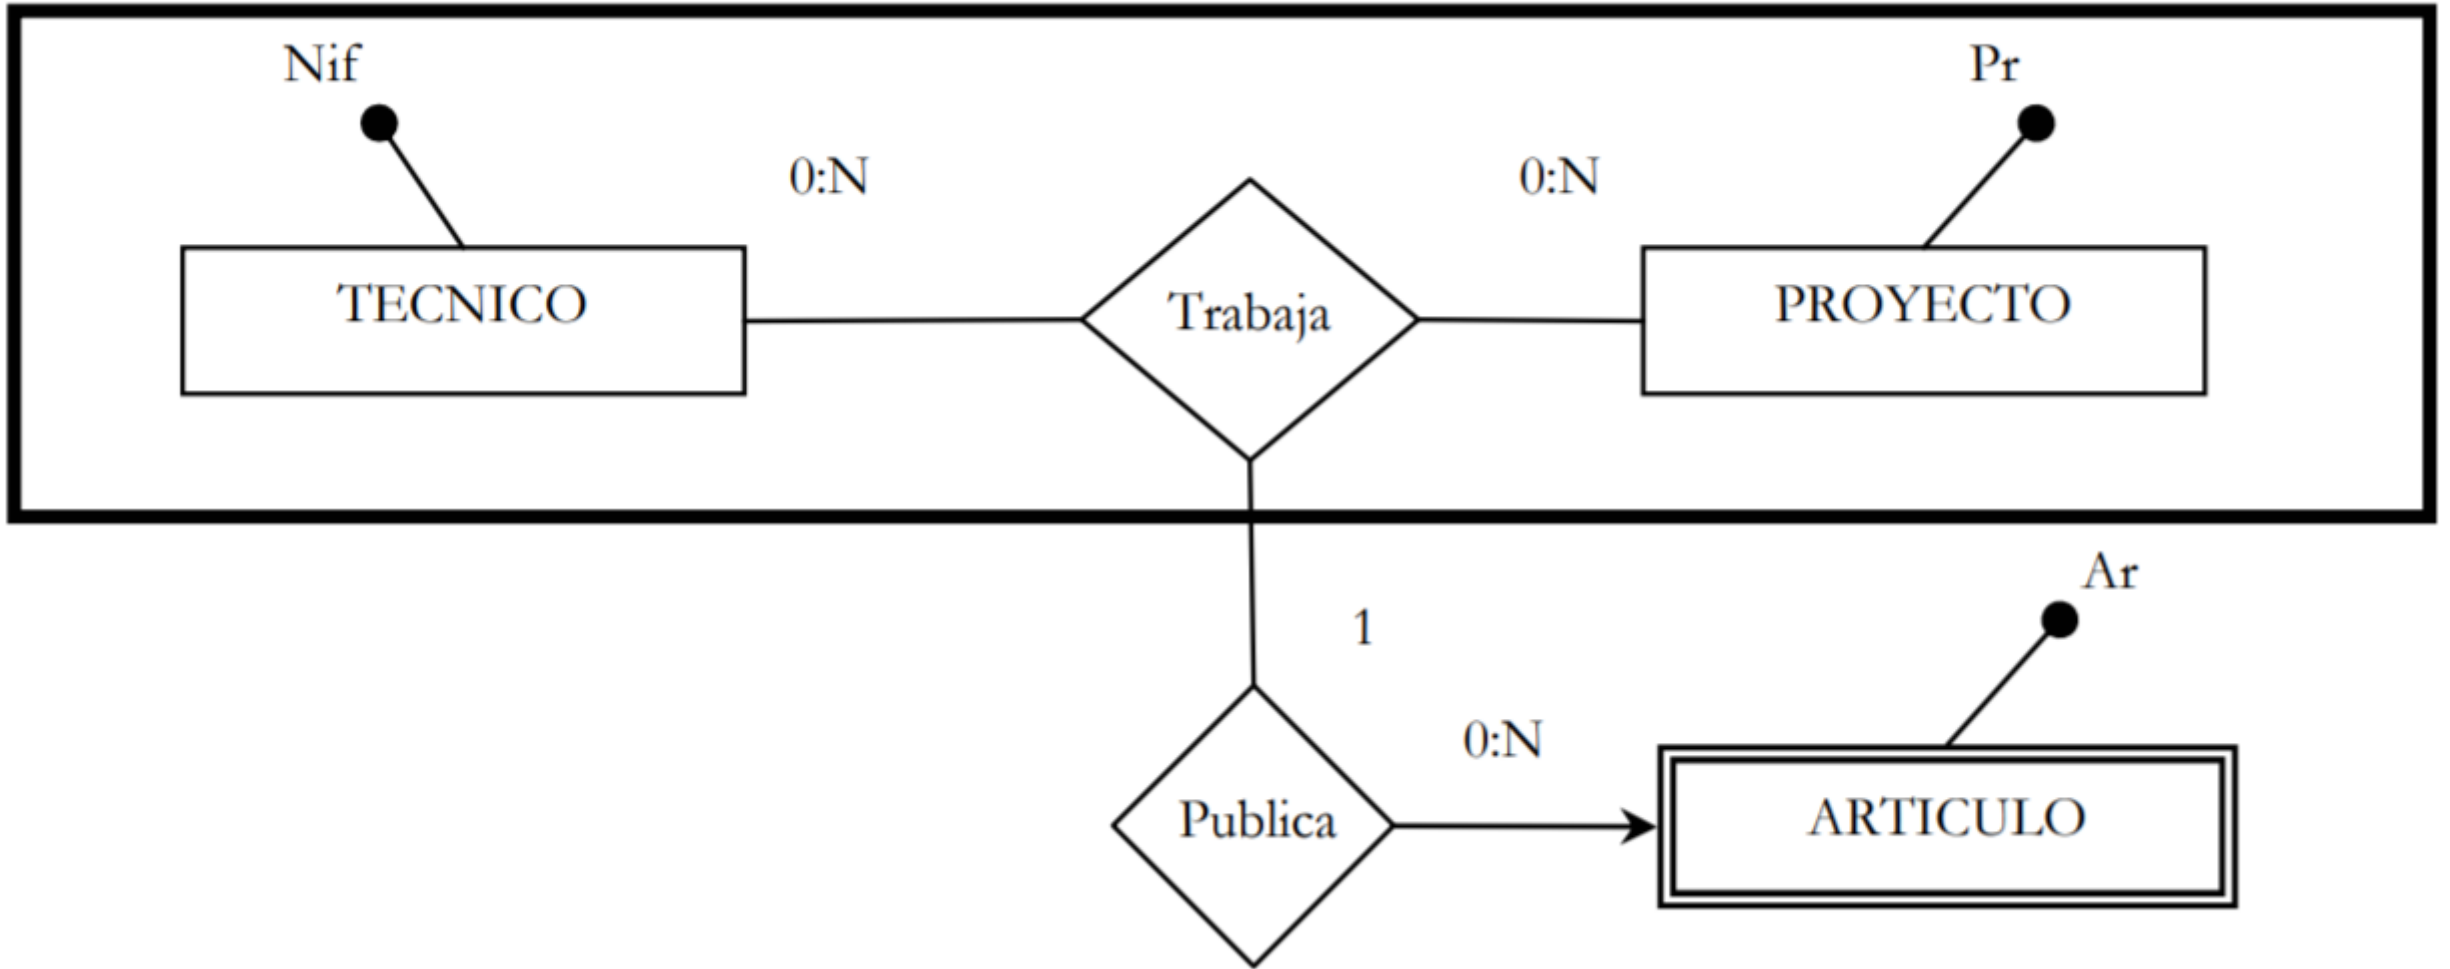 Nif
Pr
0:N
0:N
TECNICO
Trabaja
PROYECTO
Ar
1
0:N
Publica
ARTICULO